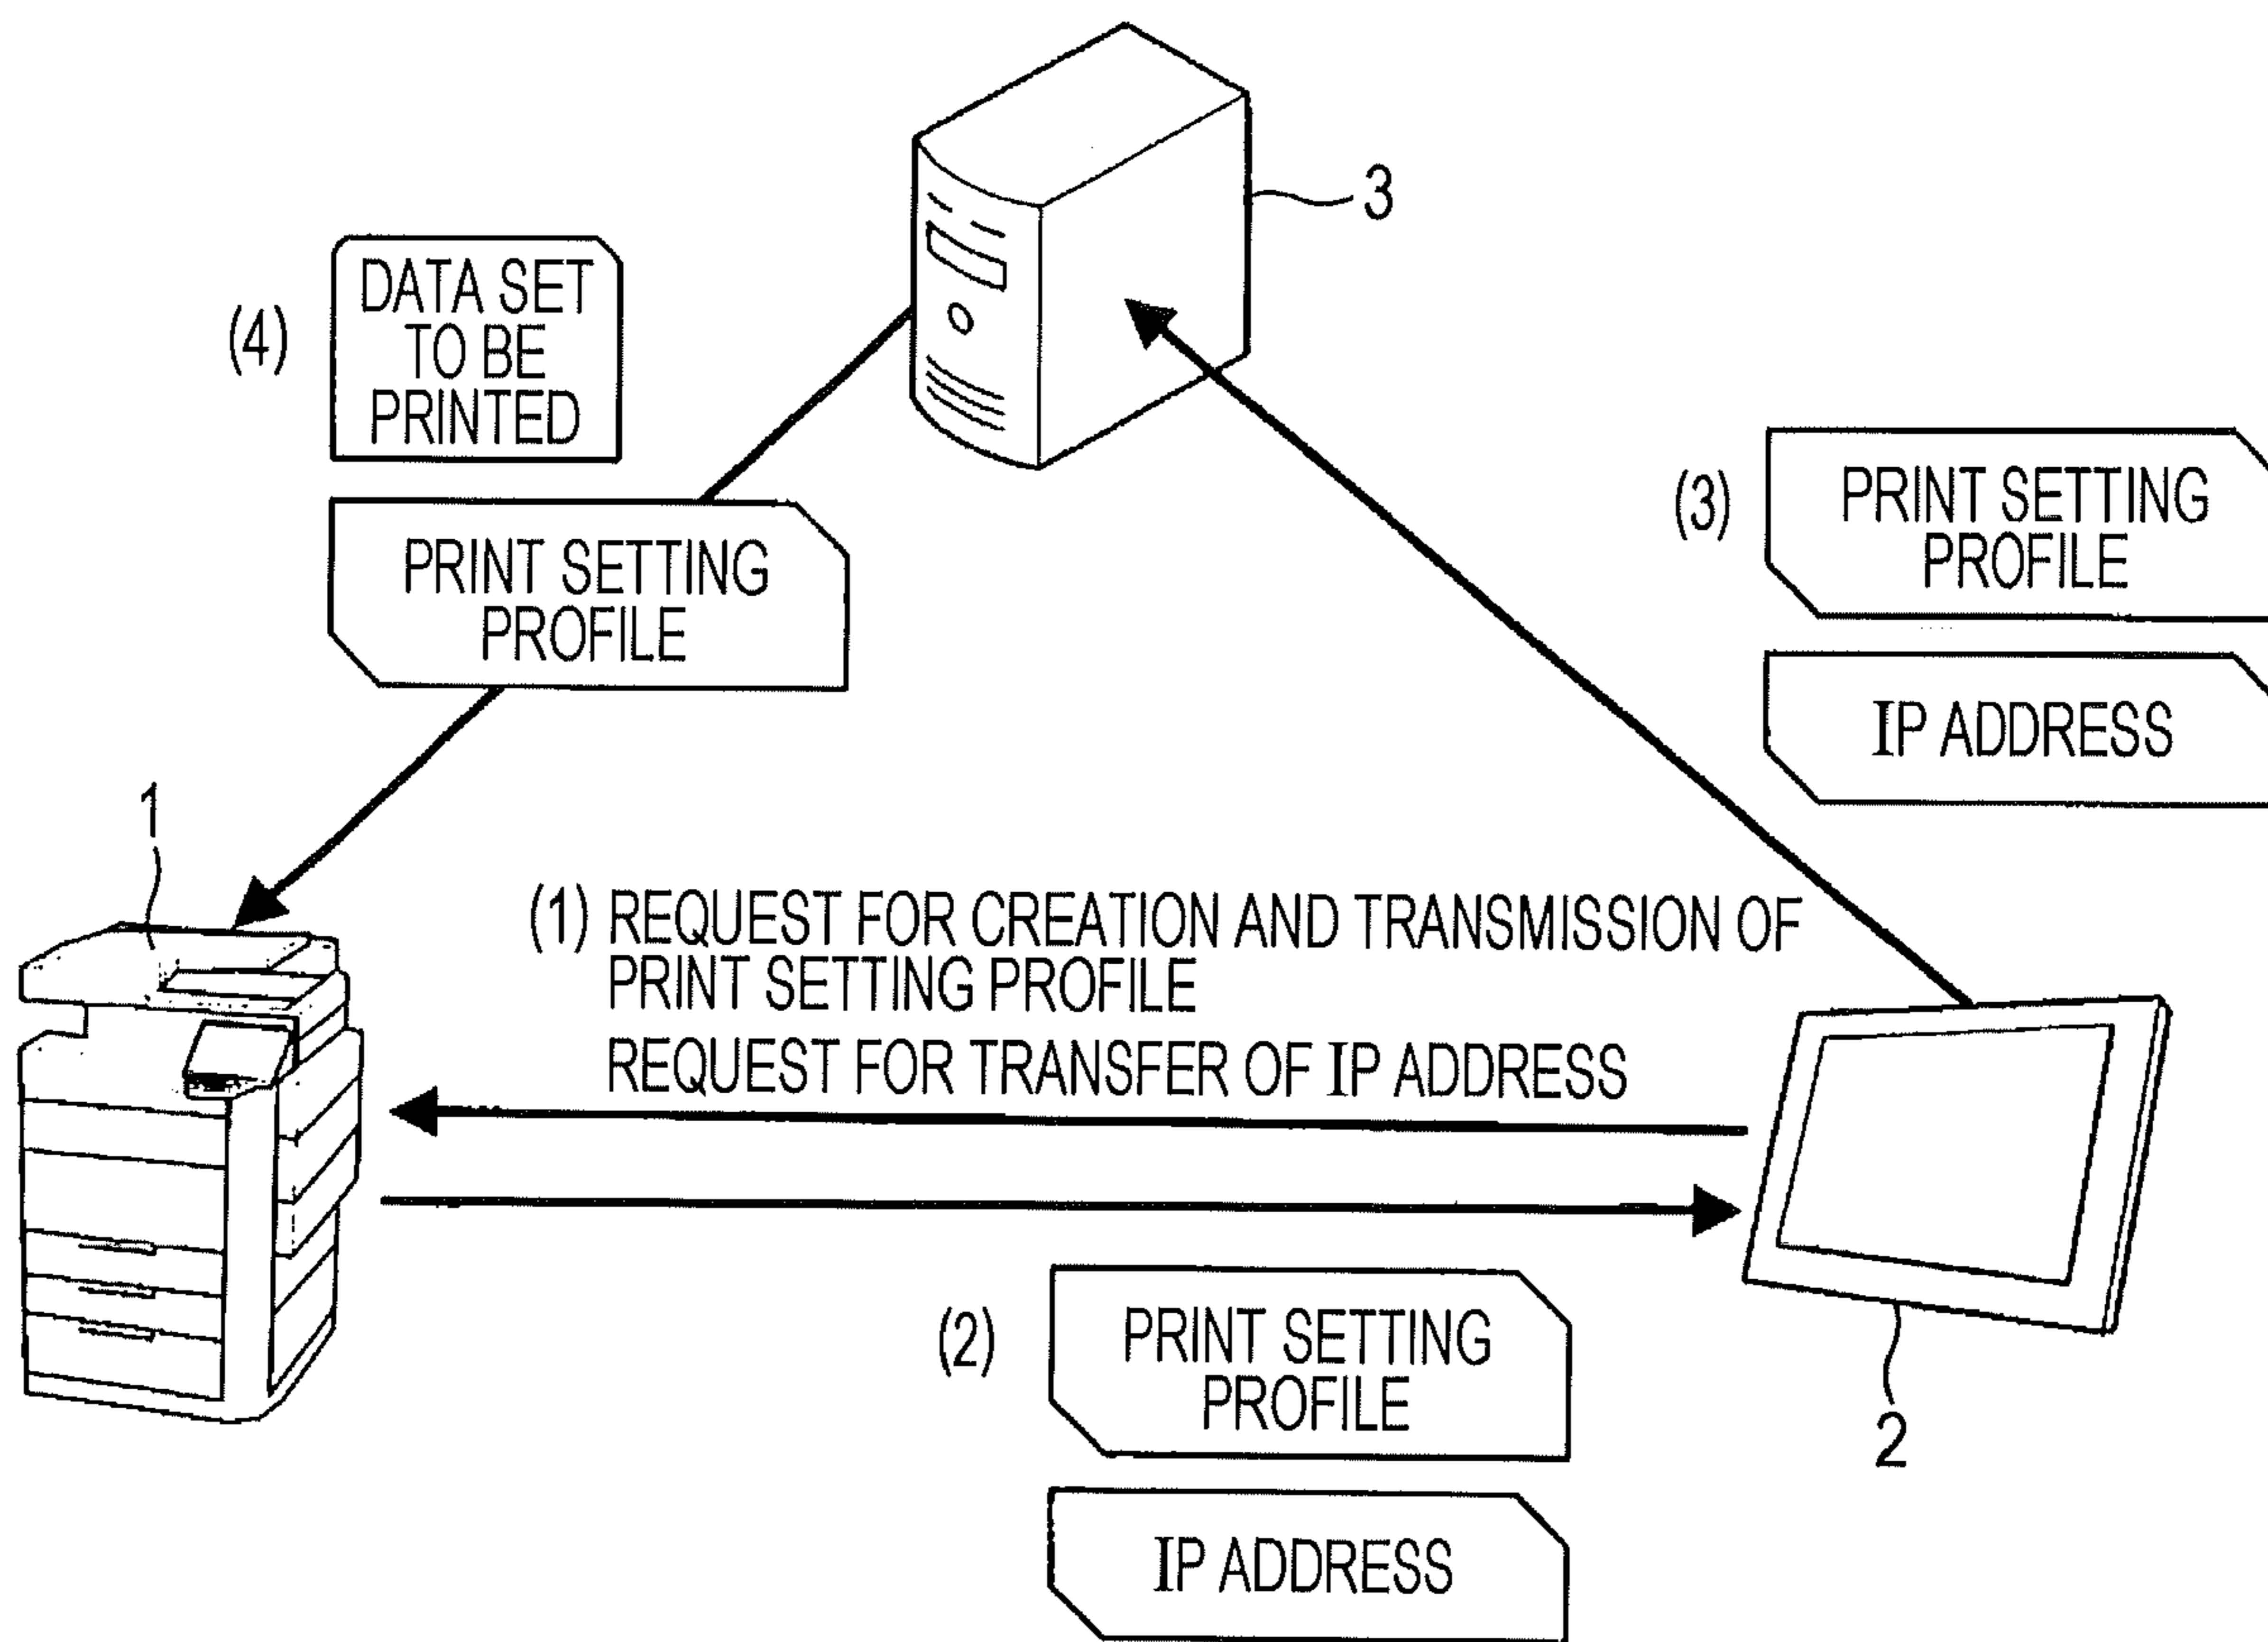 3
(4)
DATA SET
TO BE
PRINTED
PRINT SETTING
PROFILE
(3)
PRINT SETTING
PROFILE
IP ADDRESS
1
(1) REQUEST FOR CREATION AND TRANSMISSION OF
PRINT SETTING PROFILE
REQUEST FOR TRANSFER OF IP ADDRESS
(2)
PRINT SETTING
PROFILE
IP ADDRESS
2